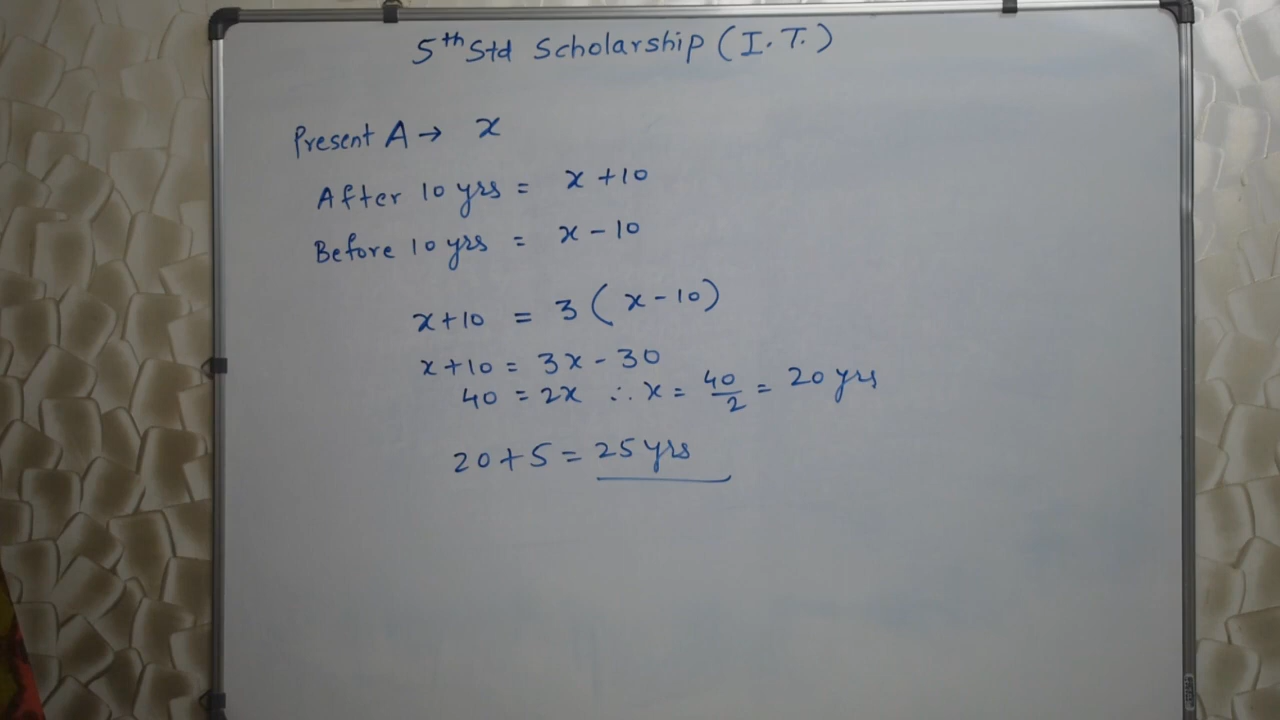 5th Std Scholarship (I.T.)
Present A → x
After 10 yrs = x + 10
Before 10 yrs = x - 10
x+10 = 3 (x-10)
x+10 = 3x - 30
40 = 2x ∴ x = 40/2 = 20 yrs
20+5 = 25 yrs